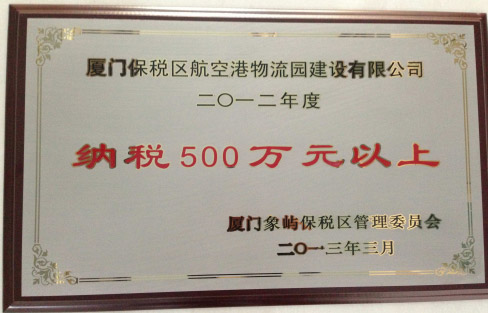 厦门保税区航空港物流园建设有限公司
二〇一二年度
纳税500万元以上
厦门象屿保税区管理委员会
二〇一三年三月